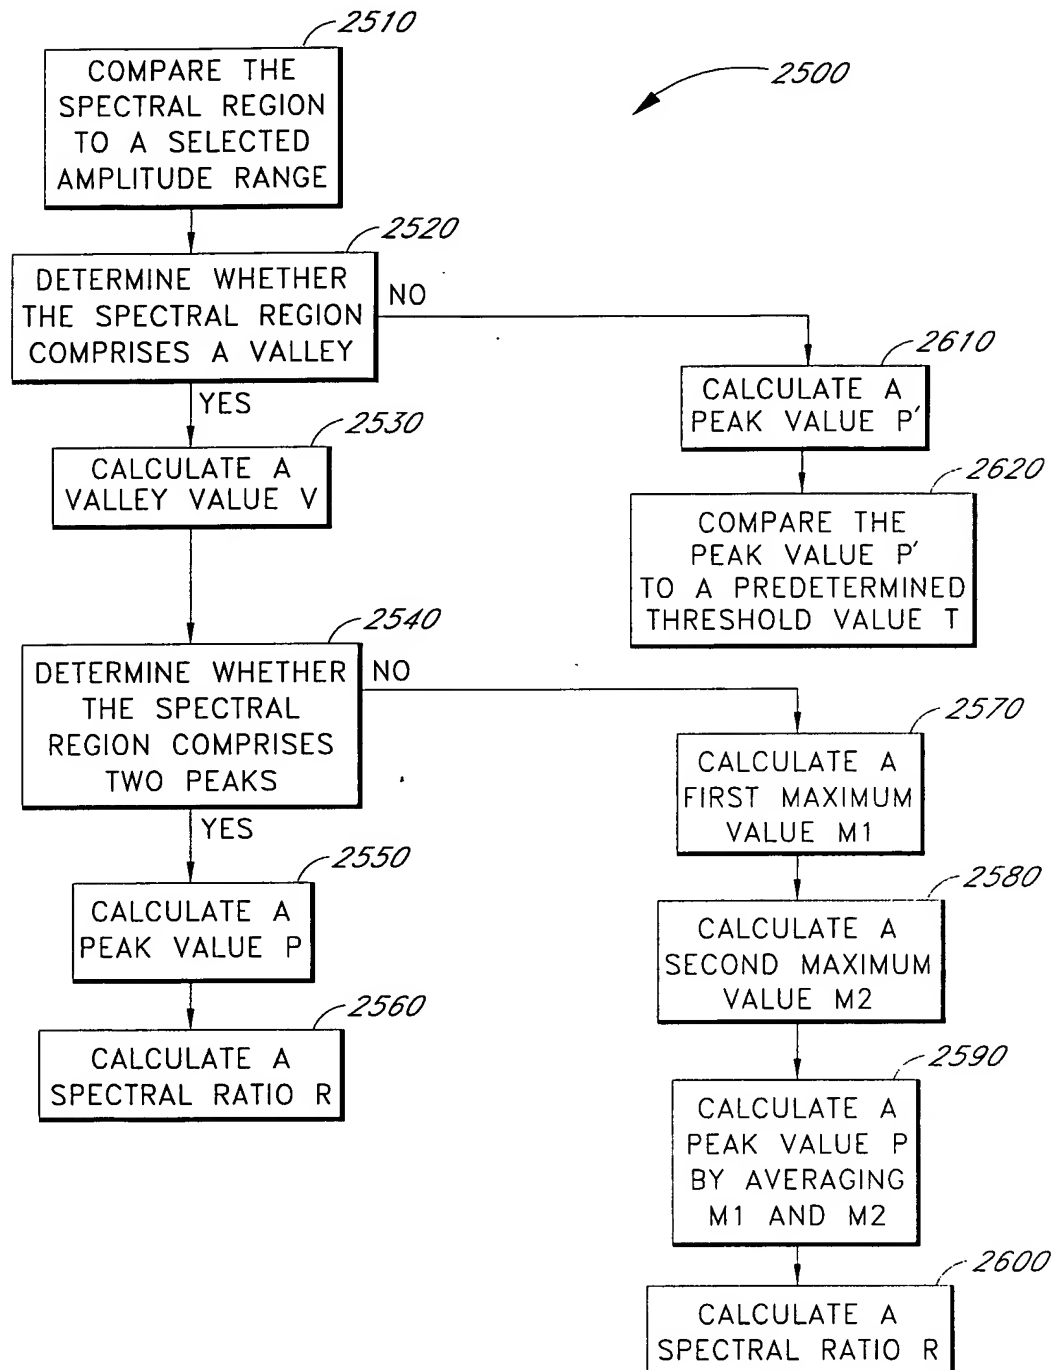 2510
COMPARE THE
SPECTRAL REGION
TO A SELECTED
AMPLITUDE RANGE
2500
2520
DETERMINE WHETHER
THE SPECTRAL REGION
COMPRISES A VALLEY
NO
YES
2610
CALCULATE A
PEAK VALUE P'
2530
CALCULATE A
VALLEY VALUE V
2620
COMPARE THE
PEAK VALUE P'
TO A PREDETERMINED
THRESHOLD VALUE T
2540
DETERMINE WHETHER
THE SPECTRAL
REGION COMPRISES
TWO PEAKS
NO
YES
2570
CALCULATE A
FIRST MAXIMUM
VALUE M1
2550
CALCULATE A
PEAK VALUE P
2580
CALCULATE A
SECOND MAXIMUM
VALUE M2
2560
CALCULATE A
SPECTRAL RATIO R
2590
CALCULATE A
PEAK VALUE P
BY AVERAGING
M1 AND M2
2600
CALCULATE A
SPECTRAL RATIO R